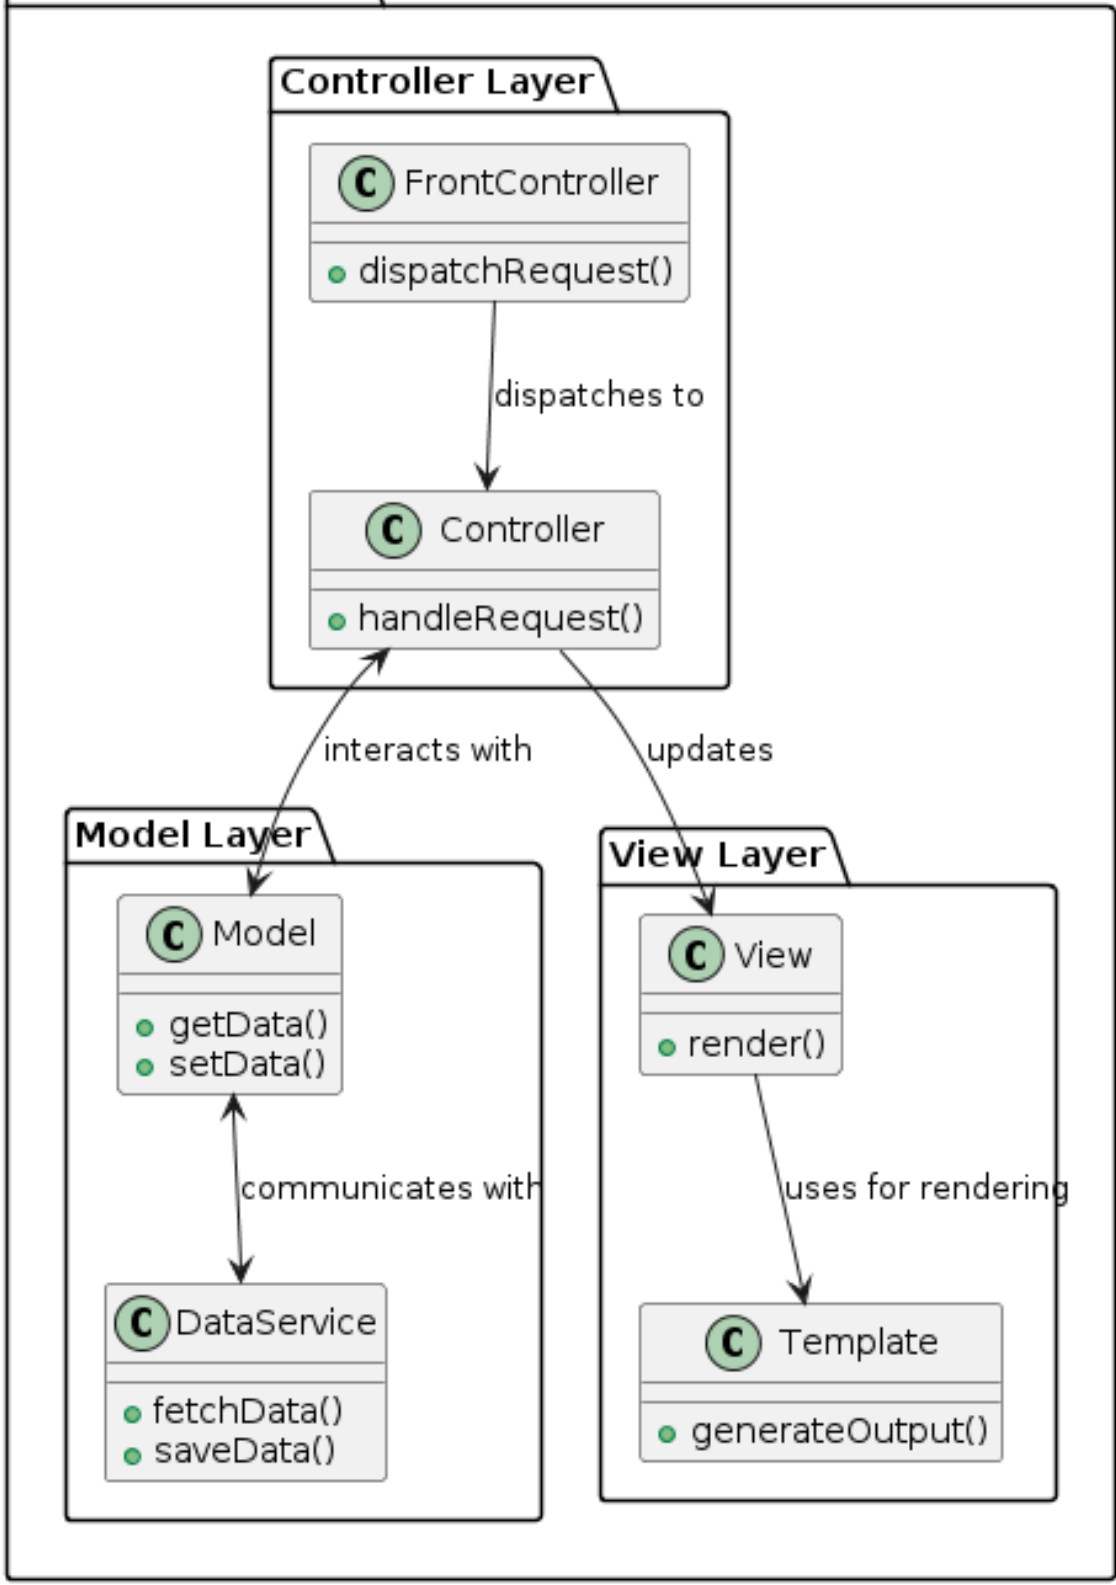 Controller Layer
C FrontController
dispatchRequest()
dispatches to
C Controller
handleRequest()
interacts with
updates
Model Layer
View Layer
C Model
getData()
setData()
C View
render()
communicates with
uses for rendering
C DataService
fetchData()
saveData()
C Template
generateOutput()